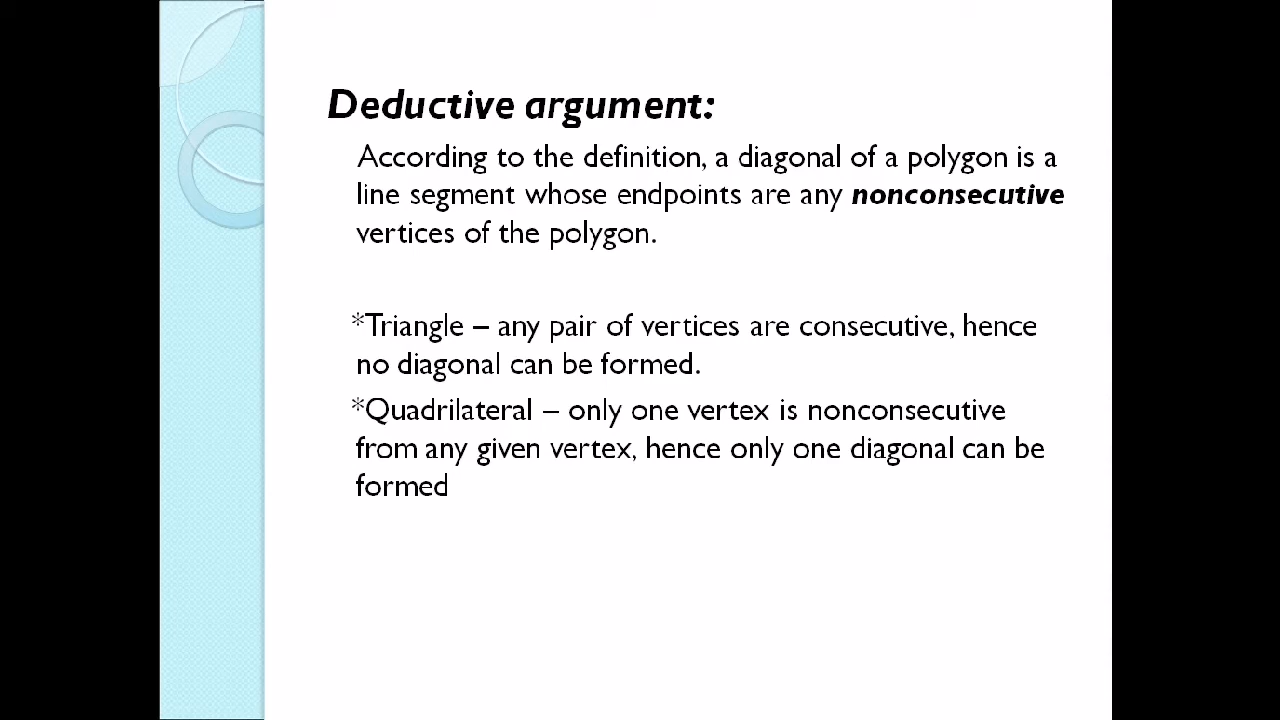 Deductive argument:
According to the definition, a diagonal of a polygon is a
line segment whose endpoints are any nonconsecutive
vertices of the polygon.
*Triangle – any pair of vertices are consecutive, hence
no diagonal can be formed.
*Quadrilateral – only one vertex is nonconsecutive
from any given vertex, hence only one diagonal can be
formed